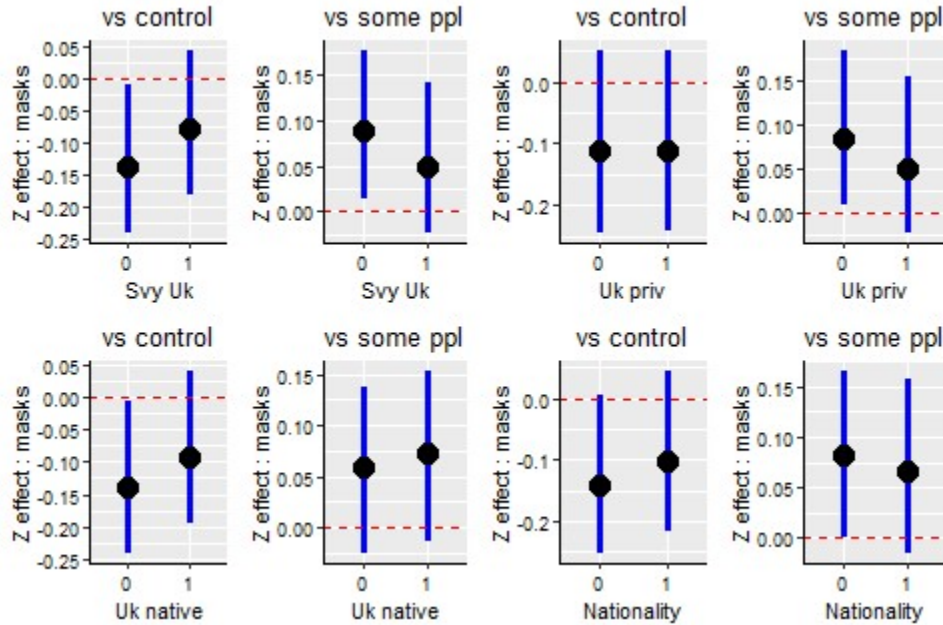 vs control
Z effect : masks
0.05
0.00
-0.05
-0.10
-0.15
-0.20
-0.25
0 1
Svy Uk
vs some ppl
Z effect : masks
0.15
0.10
0.05
0.00
0 1
Svy Uk
vs control
Z effect : masks
0.0
-0.1
-0.2
0 1
Uk priv
vs some ppl
Z effect : masks
0.15
0.10
0.05
0.00
0 1
Uk priv
vs control
Z effect : masks
0.05
0.00
-0.05
-0.10
-0.15
-0.20
-0.25
0 1
Uk native
vs some ppl
Z effect : masks
0.15
0.10
0.05
0.00
0 1
Uk native
vs control
Z effect : masks
0.0
-0.1
-0.2
0 1
Nationality
vs some ppl
Z effect : masks
0.15
0.10
0.05
0.00
0 1
Nationality